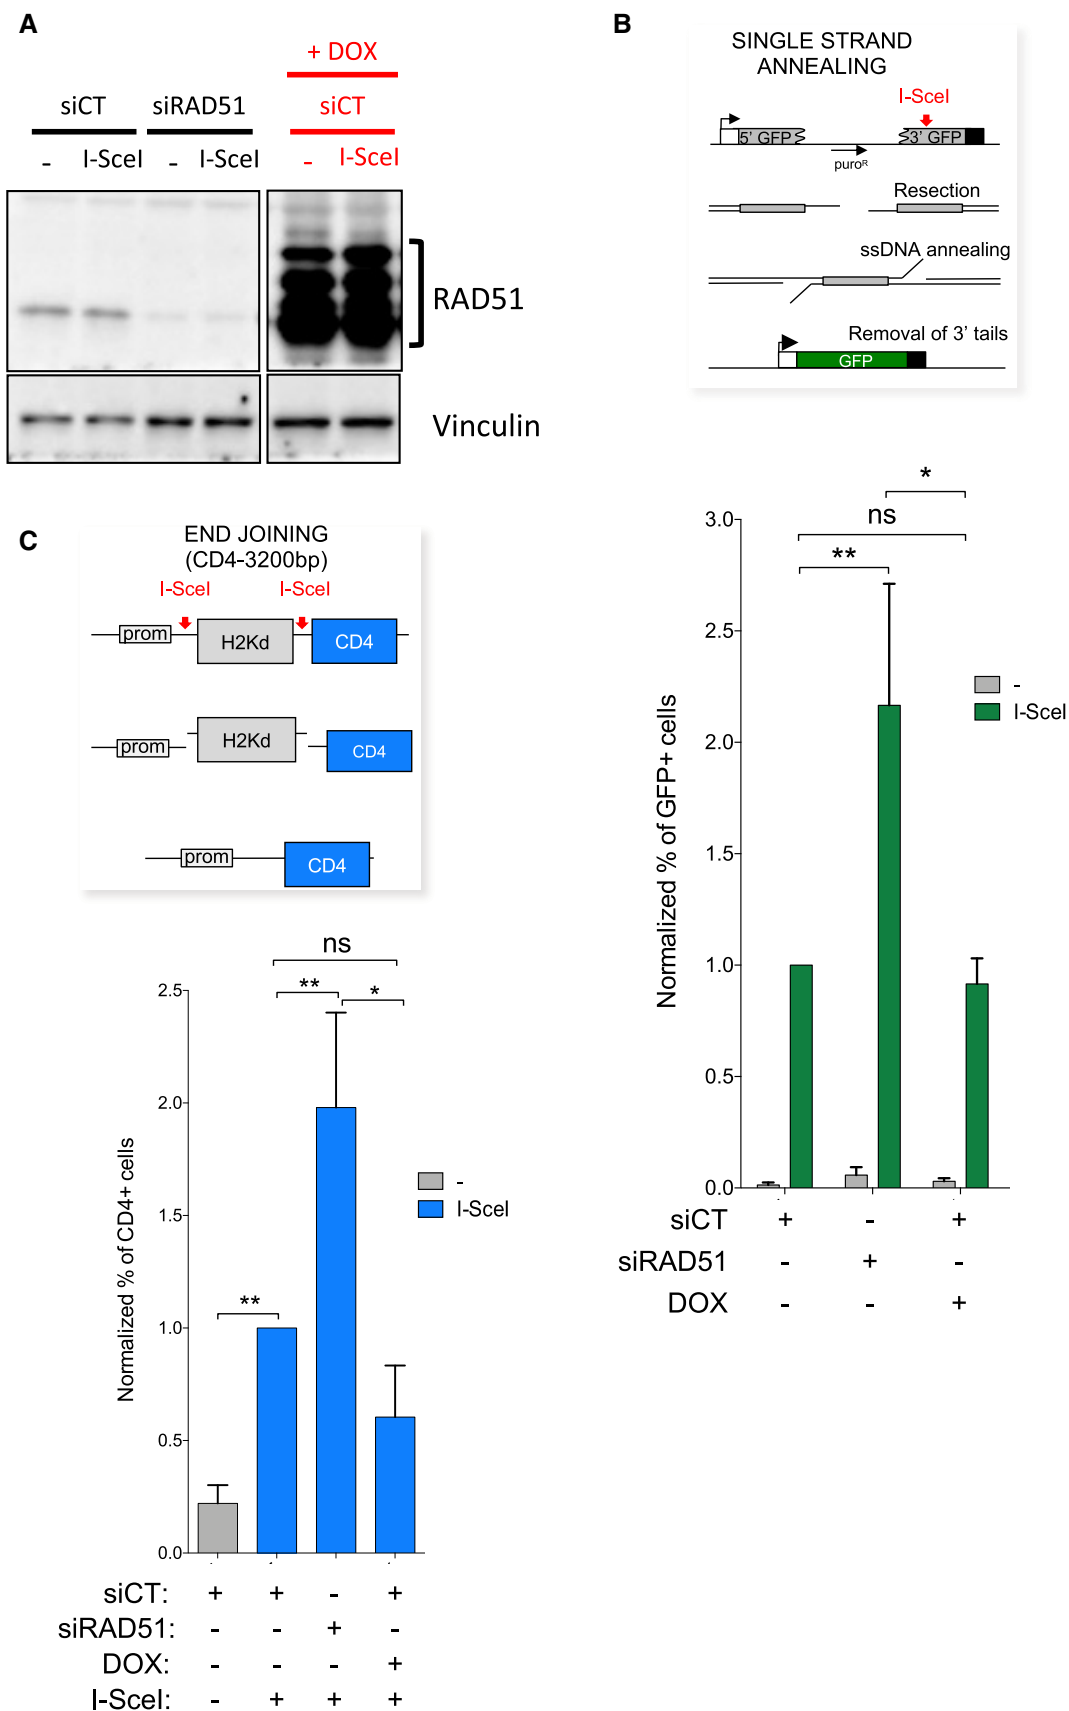 A
+ DOX
siCT siRAD51 siCT
- I-SceI - I-SceI - I-SceI
RAD51
Vinculin
B
SINGLE STRAND
ANNEALING
I-SceI
5' GFP 3' GFP
puroR
Resection
ssDNA annealing
Removal of 3' tails
GFP
*
ns
**
3.0
2.5
2.0
1.5
1.0
0.5
0.0
Normalized % of GFP+ cells
-
I-SceI
siCT + - +
siRAD51 - + -
DOX - - +
C
END JOINING
(CD4-3200bp)
I-SceI I-SceI
prom H2Kd CD4
prom H2Kd CD4
prom CD4
ns
** *
**
2.5
2.0
1.5
1.0
0.5
0.0
Normalized % of CD4+ cells
-
I-SceI
siCT: + + - +
siRAD51: - - + -
DOX: - - - +
I-SceI: - + + +